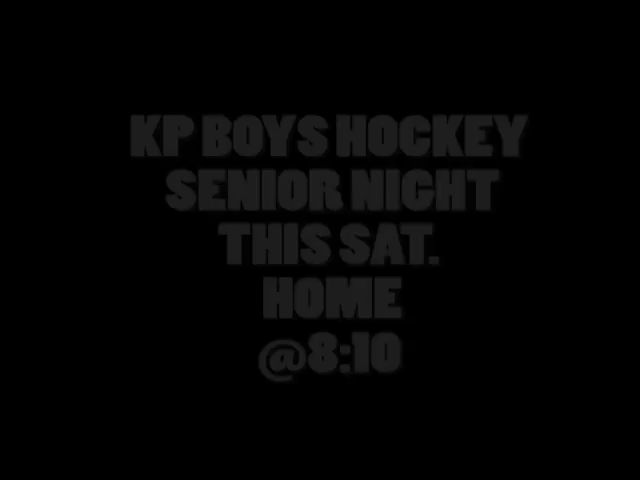 KP BOYS HOCKEY
SENIOR NIGHT
THIS SAT.
HOME
@8:10